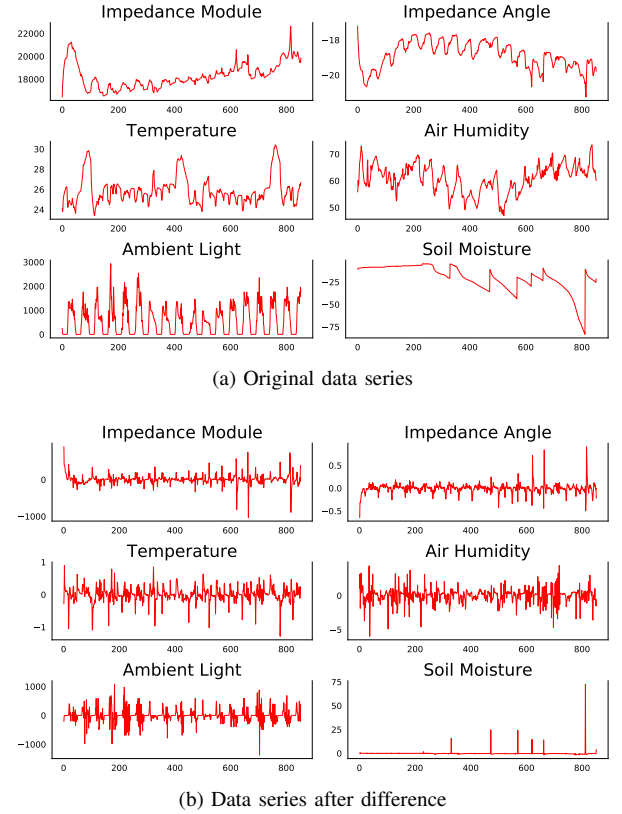 Impedance Module
Impedance Angle
22000
20000
18000
0 200 400 600 800
−18
−20
0 200 400 600 800
Temperature
Air Humidity
30
28
26
24
0 200 400 600 800
70
60
50
0 200 400 600 800
Ambient Light
Soil Moisture
3000
2000
1000
0
0 200 400 600 800
−25
−50
−75
0 200 400 600 800
(a) Original data series
Impedance Module
Impedance Angle
0
−1000
0 200 400 600 800
0.5
0.0
−0.5
0 200 400 600 800
Temperature
Air Humidity
1
0
−1
0 200 400 600 800
0
−5
0 200 400 600 800
Ambient Light
Soil Moisture
1000
0
−1000
0 200 400 600 800
75
50
25
0
0 200 400 600 800
(b) Data series after difference